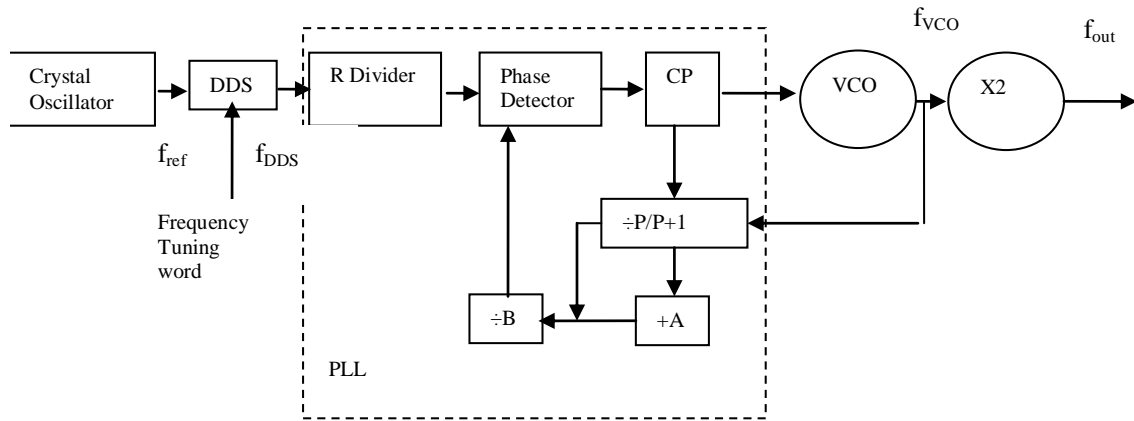 f_VCO
f_out
Crystal
Oscillator
DDS
R Divider
Phase
Detector
CP
VCO
X2
f_ref
f_DDS
Frequency
Tuning
word
÷P/P+1
÷B
+A
PLL